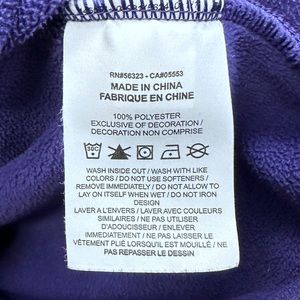 RN#56323 - CA#05553
MADE IN CHINA
FABRIQUE EN CHINE
100% POLYESTER
EXCLUSIVE OF DECORATION /
DECORATION NON COMPRISE
WASH INSIDE OUT / WASH WITH LIKE
COLORS / DO NOT USE SOFTENERS /
REMOVE IMMEDIATELY / DO NOT ALLOW TO
LAY ON ITSELF WHEN WET / DO NOT IRON
DESIGN
LAVER A L'ENVERS / LAVER AVEC COULEURS
SIMILAIRES / NE PAS UTILISER
D'ADOUCISSEUR / ENLEVER
IMMEDIATEMENT / NE PAS LAISSER LE
VÊTEMENT PLIÉ LORSQU'IL EST MOUILLÉ / NE
PAS REPASSER LE DESSIN